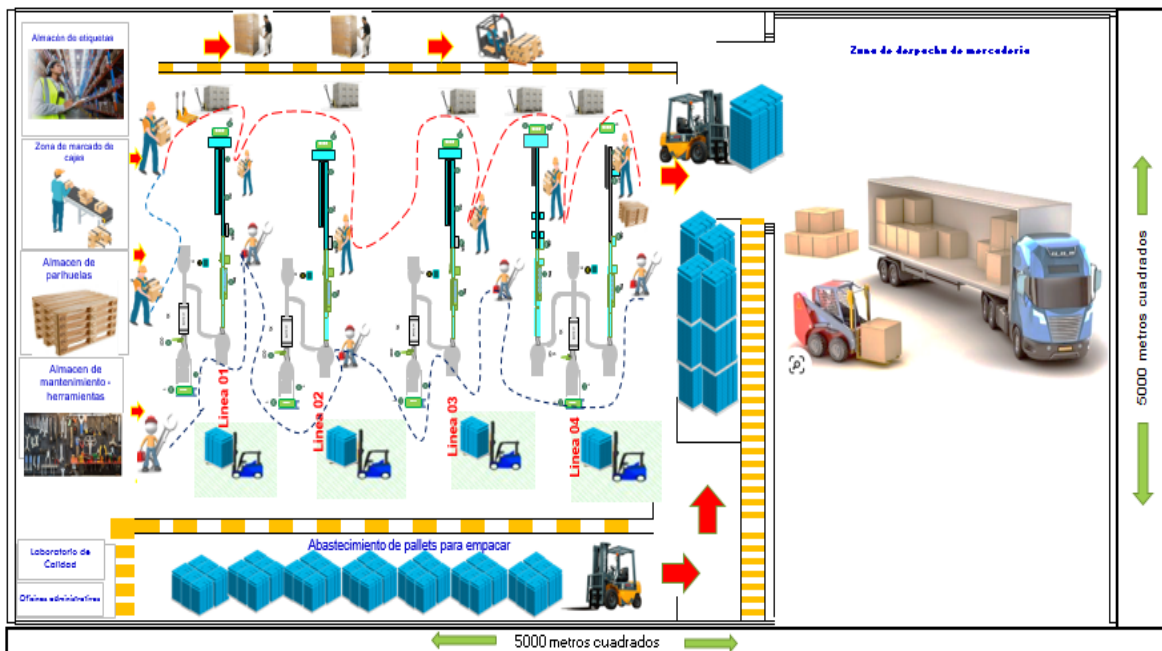 Almacén de etiquetas
Zona de marcado de
cajas
Almacen de
parihuelas
Almacen de
mantenimiento -
herramientas
Laboratorio de
Calidad
Oficinas administrativas
Linea 01
Linea 02
Linea 03
Linea 04
Abastecimiento de pallets para empacar
Zona de despacho de mercaderia
5000 metros cuadrados
5000 metros cuadrados